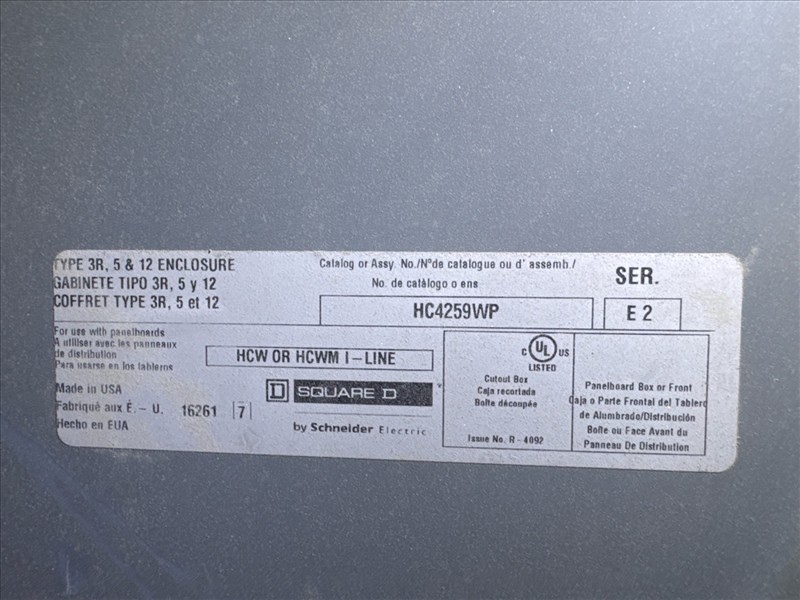 TYPE 3R, 5 & 12 ENCLOSURE
GABINETE TIPO 3R, 5 y 12
COFFRET TYPE 3R, 5 et 12
Catalog or Assy. No./N°de catalogue ou d' assemb./
No. de catálogo o ens
HC4259WP
SER.
E 2
For use with panelboards
A utiliser avec les panneaux
de distribution
Para usarse en los tableros
HCW OR HCWM I-LINE
Made in USA
Fabriqué aux É. - U.
Hecho en EUA
16261 7
D SQUARE D
by Schneider Electric
C UL US
LISTED
Cutout Box
Caja recortada
Boîte découpée
Issue No. R - 4092
Panelboard Box or Front
Caja o Parte Frontal del Tablero
de Alumbrado/Distribución
Boîte ou Face Avant du
Panneau De Distribution